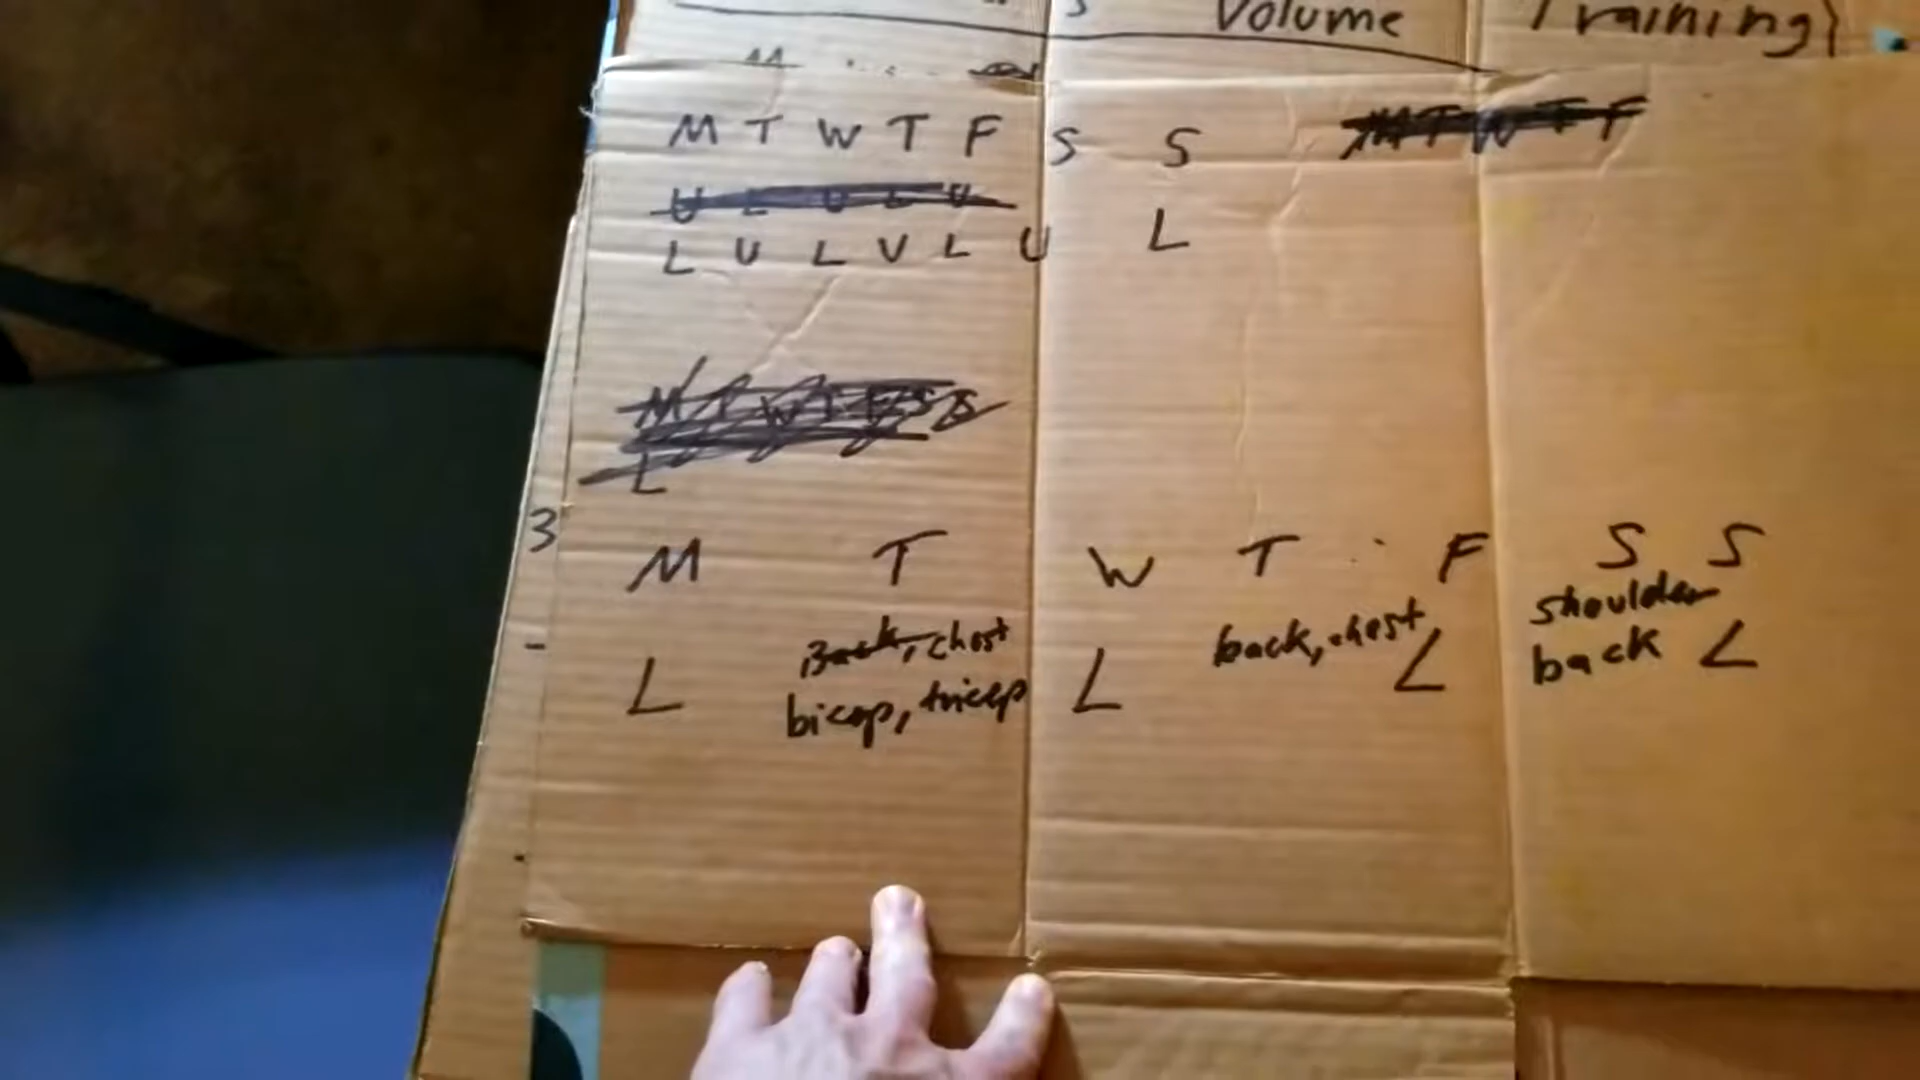 Volume Training
M T W T F S S
M T W T F
U L U L U
L U L U L U L
M T W T F S S
L
3
M T W T F S S
L Back, chest L back, chest L shoulder L
bicep, tricep back